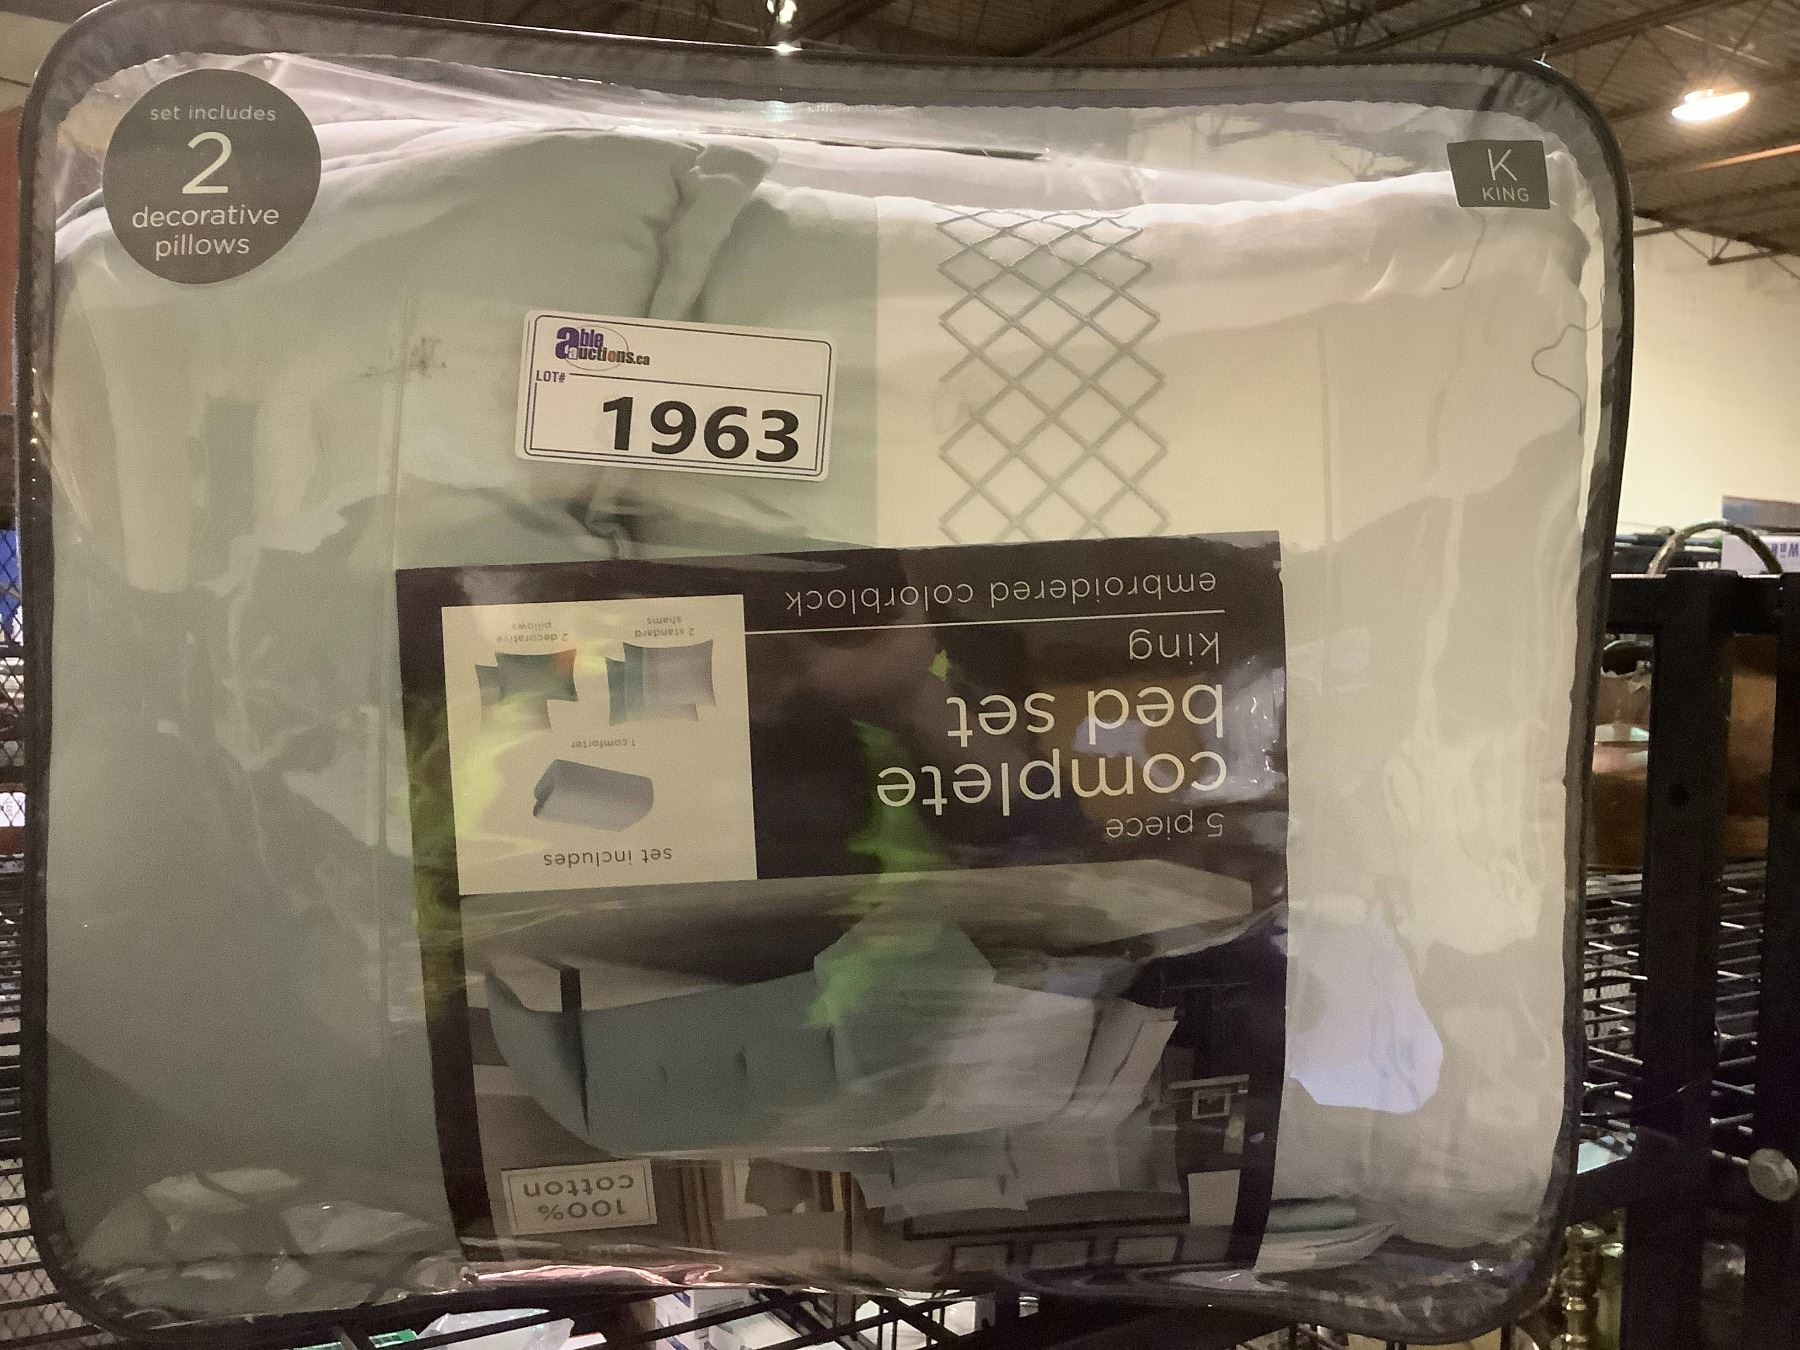 set includes
2
decorative
pillows
K
KING
able
auctions.ca
LOT#
1963
5 piece
complete
bed set
king
embroidered colorblock
set includes
1 comforter
2 standard
shams
2 decorative
pillows
100%
cotton